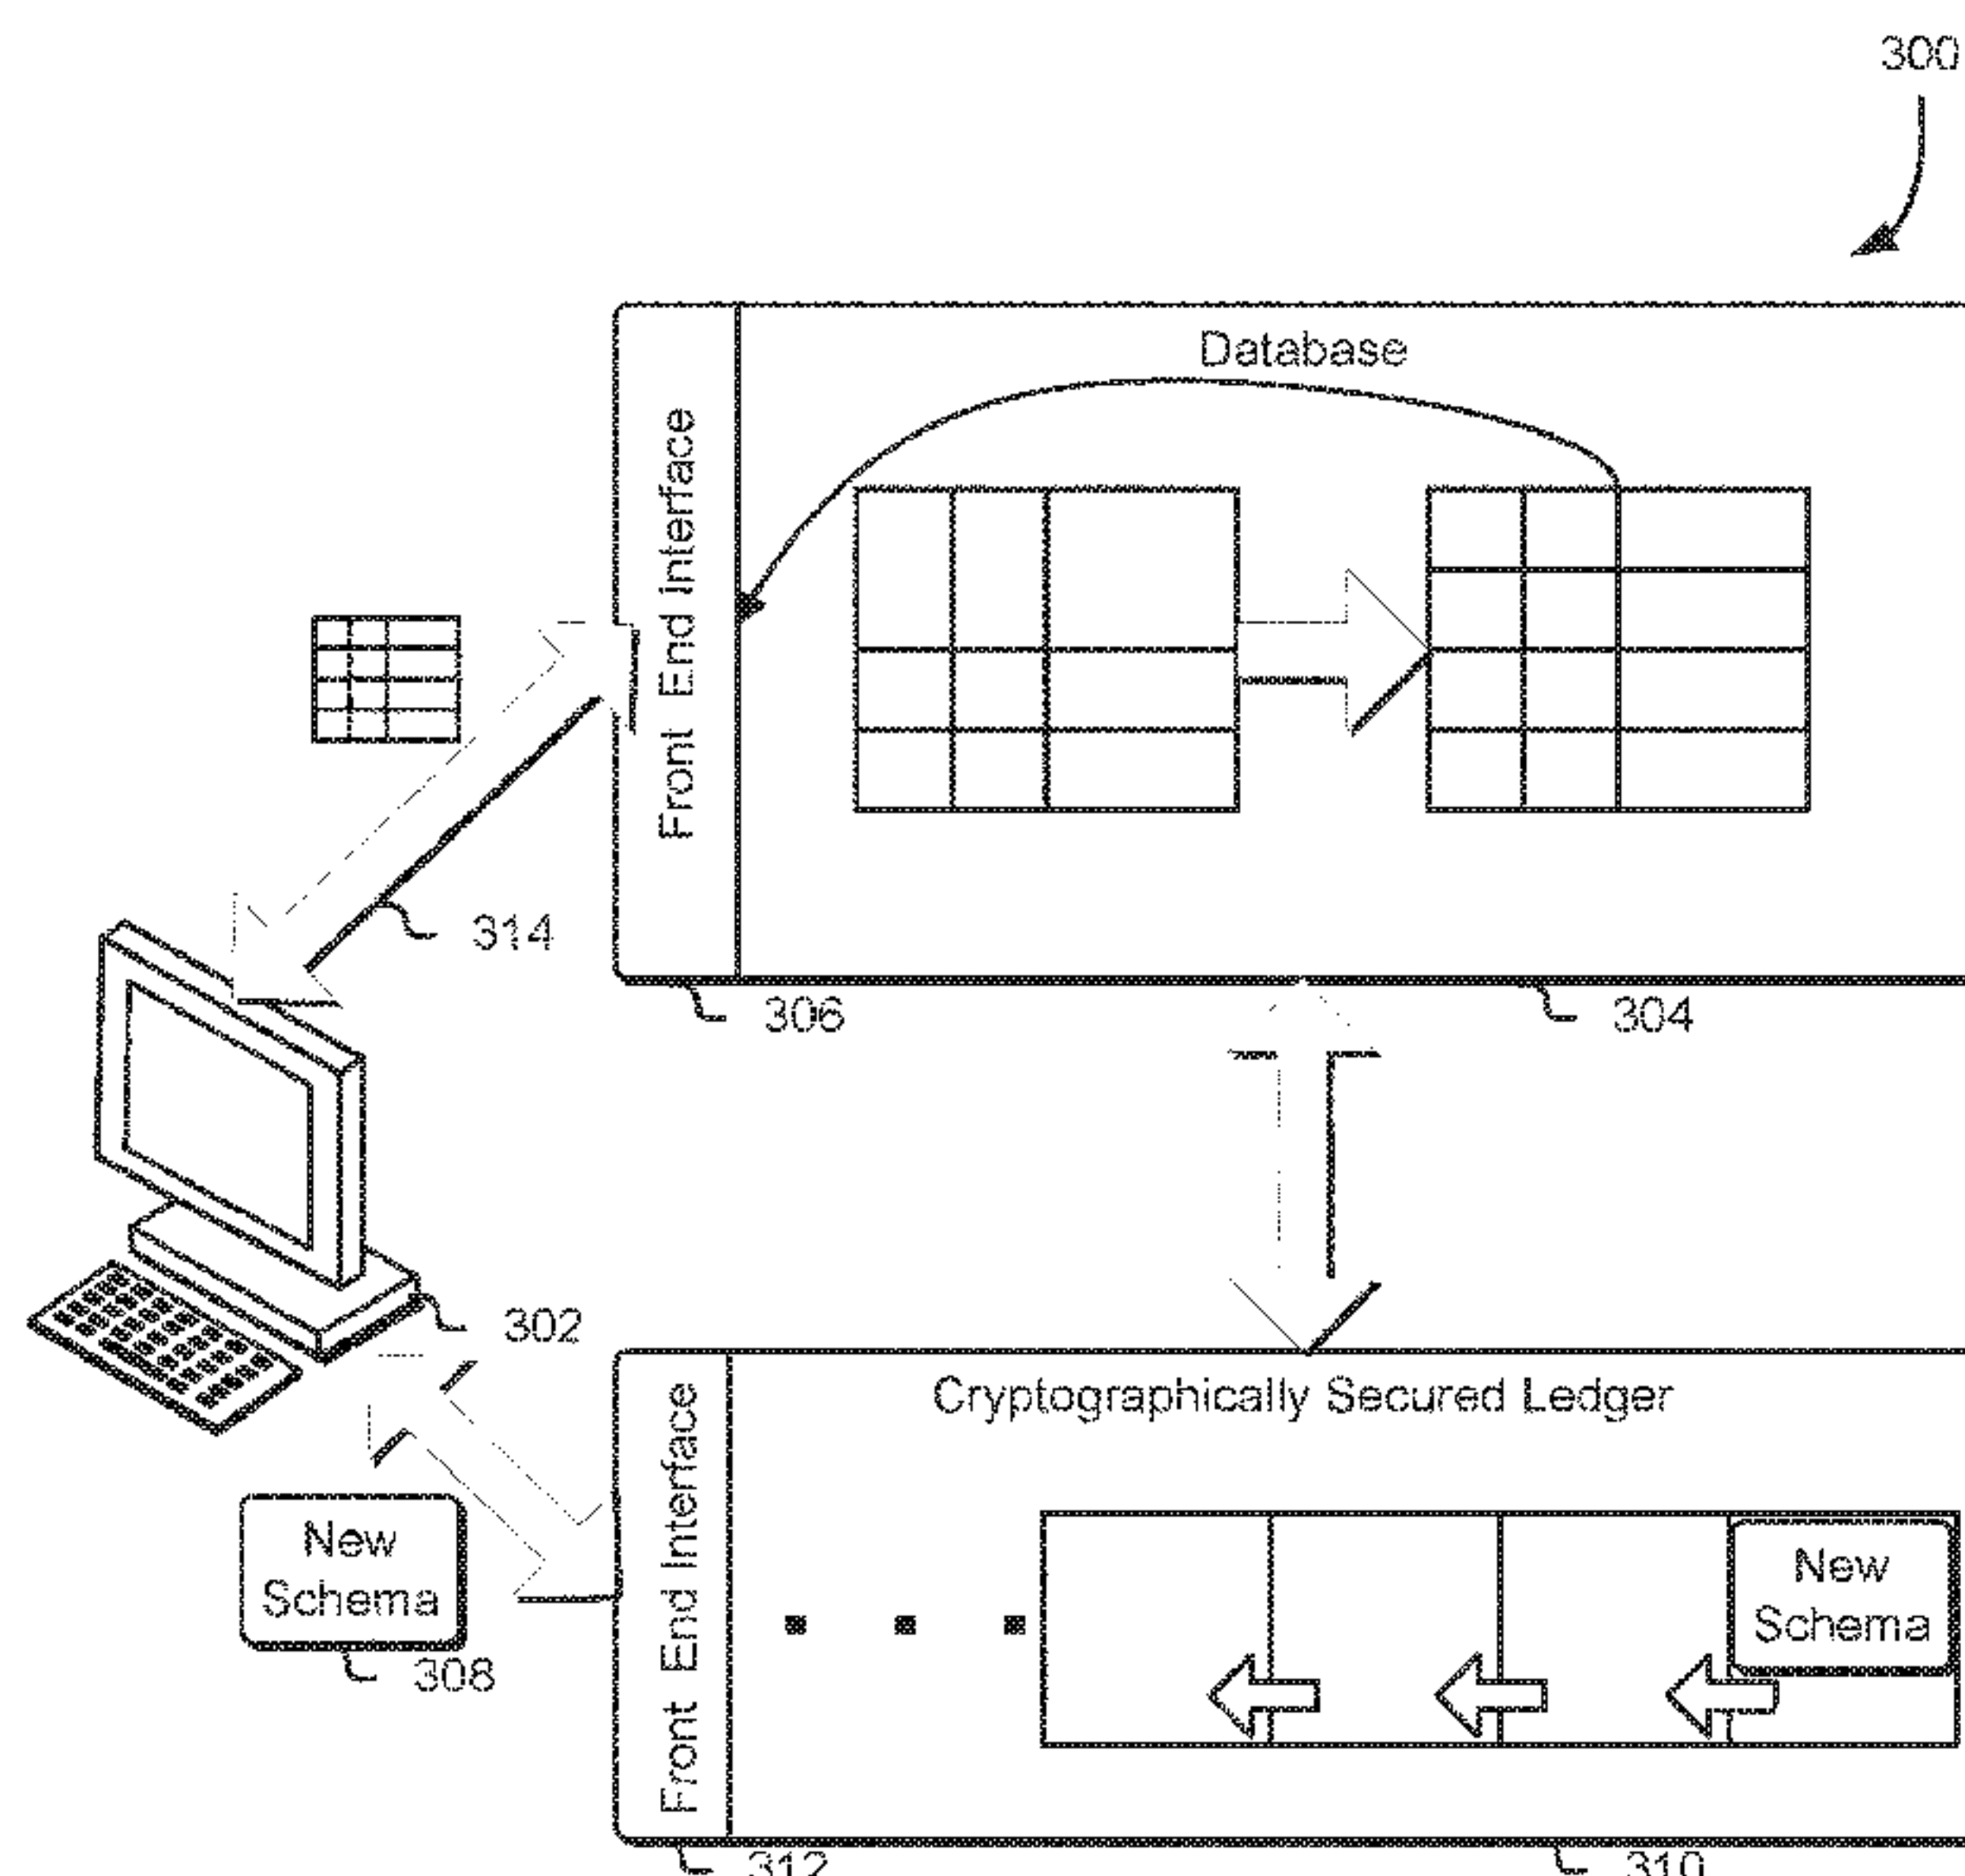 300
Database
Front End Interface
314
306
304
302
Cryptographically Secured Ledger
Front End Interface
New
Schema
New
Schema
308
312
310